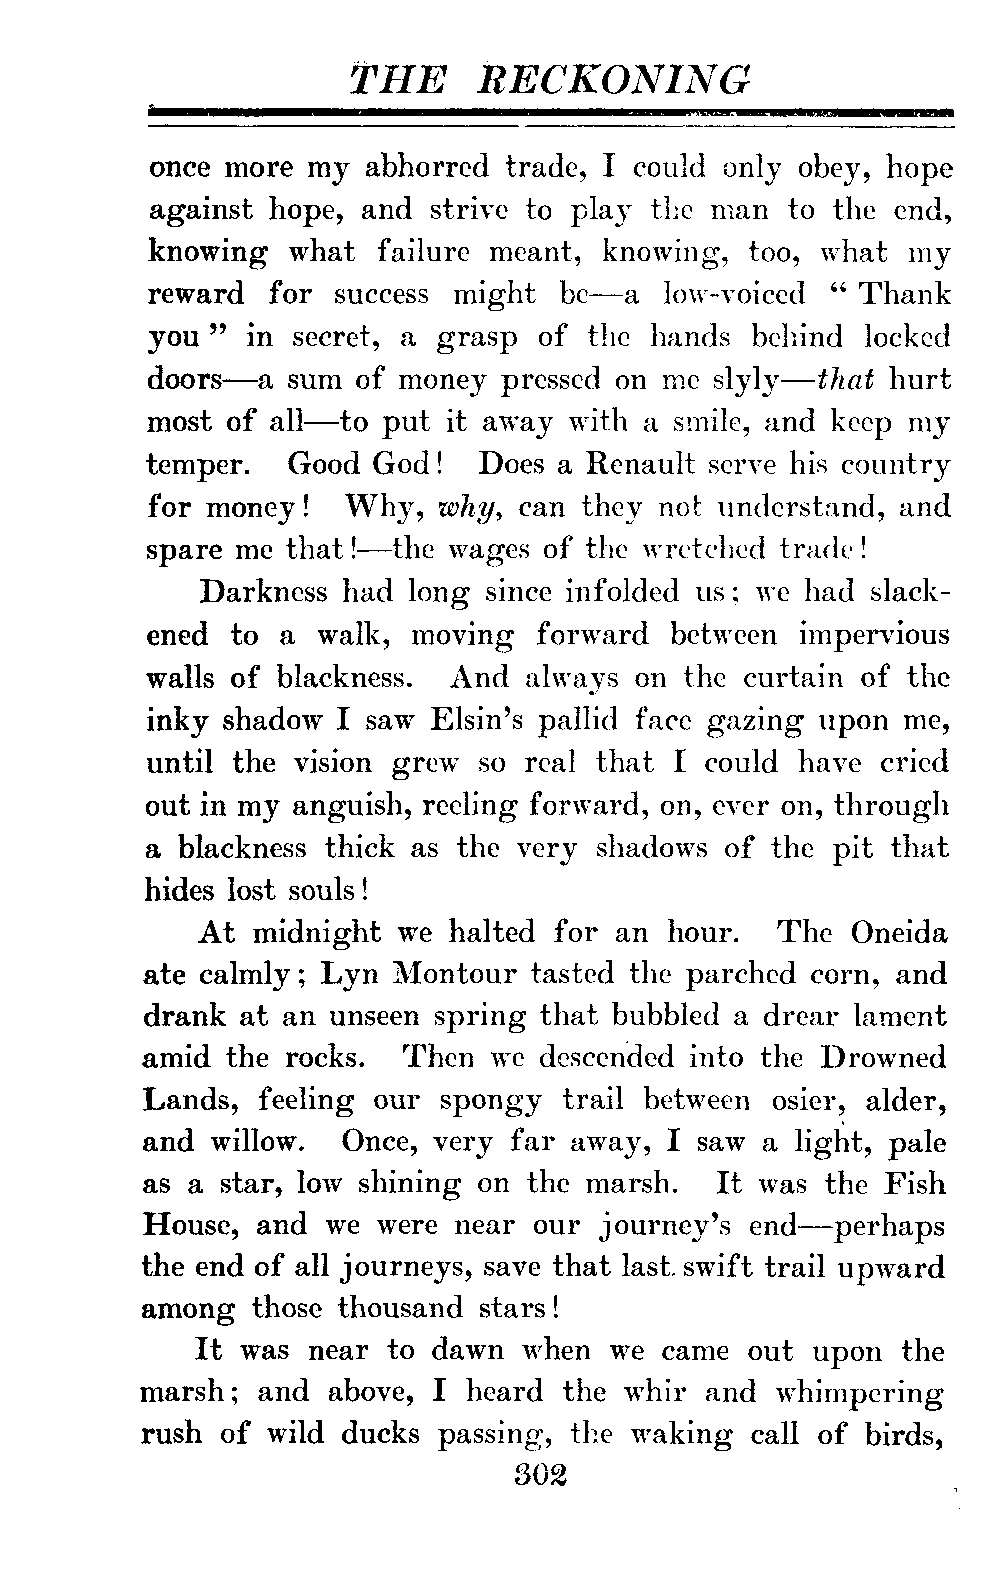 THE RECKONING
once more my abhorred trade, I could only obey, hope
against hope, and strive to play the man to the end,
knowing what failure meant, knowing, too, what my
reward for success might be—a low-voiced “ Thank
you ” in secret, a grasp of the hands behind locked
doors—a sum of money pressed on me slyly—that hurt
most of all—to put it away with a smile, and keep my
temper. Good God! Does a Renault serve his country
for money! Why, why, can they not understand, and
spare me that!—the wages of the wretched trade!
Darkness had long since infolded us; we had slack-
ened to a walk, moving forward between impervious
walls of blackness. And always on the curtain of the
inky shadow I saw Elsin’s pallid face gazing upon me,
until the vision grew so real that I could have cried
out in my anguish, reeling forward, on, ever on, through
a blackness thick as the very shadows of the pit that
hides lost souls!
At midnight we halted for an hour. The Oneida
ate calmly; Lyn Montour tasted the parched corn, and
drank at an unseen spring that bubbled a drear lament
amid the rocks. Then we descended into the Drowned
Lands, feeling our spongy trail between osier, alder,
and willow. Once, very far away, I saw a light, pale
as a star, low shining on the marsh. It was the Fish
House, and we were near our journey’s end—perhaps
the end of all journeys, save that last swift trail upward
among those thousand stars!
It was near to dawn when we came out upon the
marsh; and above, I heard the whir and whimpering
rush of wild ducks passing, the waking call of birds,
302